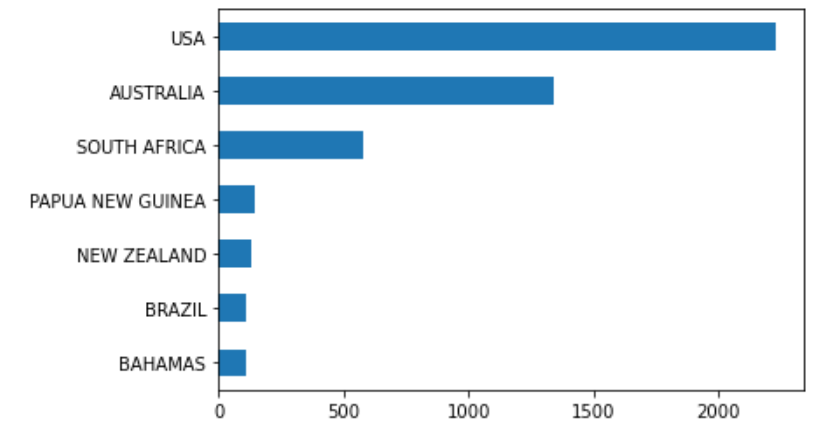 USA
AUSTRALIA
SOUTH AFRICA
PAPUA NEW GUINEA
NEW ZEALAND
BRAZIL
BAHAMAS
0 500 1000 1500 2000